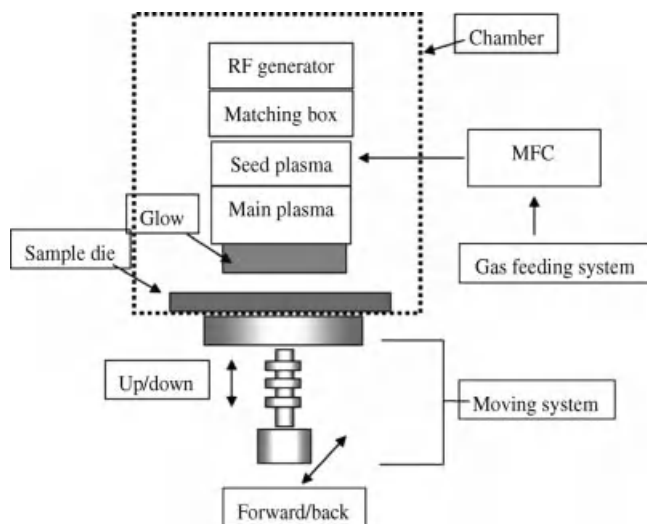 Chamber
RF generator
Matching box
Seed plasma
MFC
Main plasma
Glow
Sample die
Gas feeding system
Up/down
Moving system
Forward/back